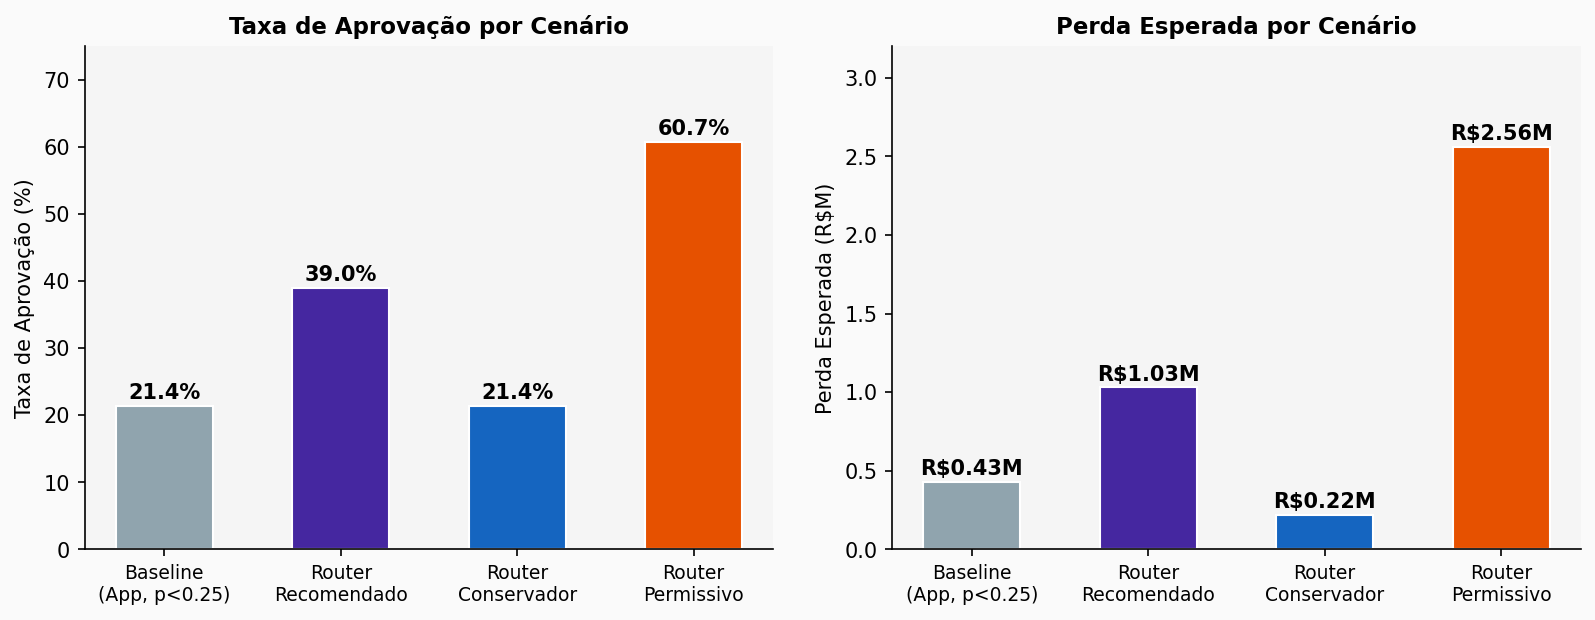 Taxa de Aprovação por Cenário
Taxa de Aprovação (%)
70
60
50
40
30
20
10
0
21.4%
39.0%
21.4%
60.7%
Baseline
(App, p<0.25)
Router
Recomendado
Router
Conservador
Router
Permissivo
Perda Esperada por Cenário
Perda Esperada (R$M)
3.0
2.5
2.0
1.5
1.0
0.5
0.0
R$0.43M
R$1.03M
R$0.22M
R$2.56M
Baseline
(App, p<0.25)
Router
Recomendado
Router
Conservador
Router
Permissivo